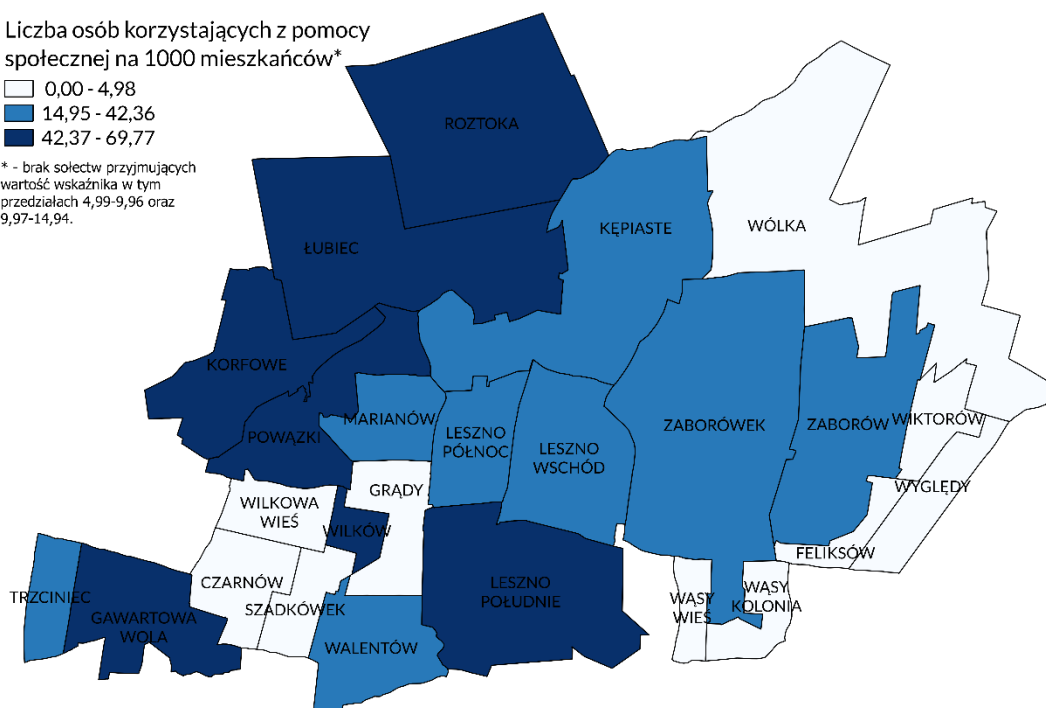 Liczba osób korzystających z pomocy
społecznej na 1000 mieszkańców*
0,00 - 4,98
14,95 - 42,36
42,37 - 69,77
* - brak sołectw przyjmujących
wartość wskaźnika w tym
przedziałach 4,99-9,96 oraz
9,97-14,94.
ROZTOKA
KĘPIASTE
WÓLKA
ŁUBIEC
KORFOWE
MARIANÓW
ZABORÓWEK
ZABORÓW
WIKTORÓW
POWĄZKI
LESZNO
PÓŁNOC
LESZNO
WSCHÓD
GRĄDY
WYGLĘDY
WILKOWA
WIEŚ
WILKÓW
FELIKSÓW
CZARNÓW
LESZNO
POŁUDNIE
TRZCINIEC
SZADKÓWEK
WĄSY
WIEŚ
WĄSY
KOLONIA
GAWARTOWA
WOLA
WALENTÓW